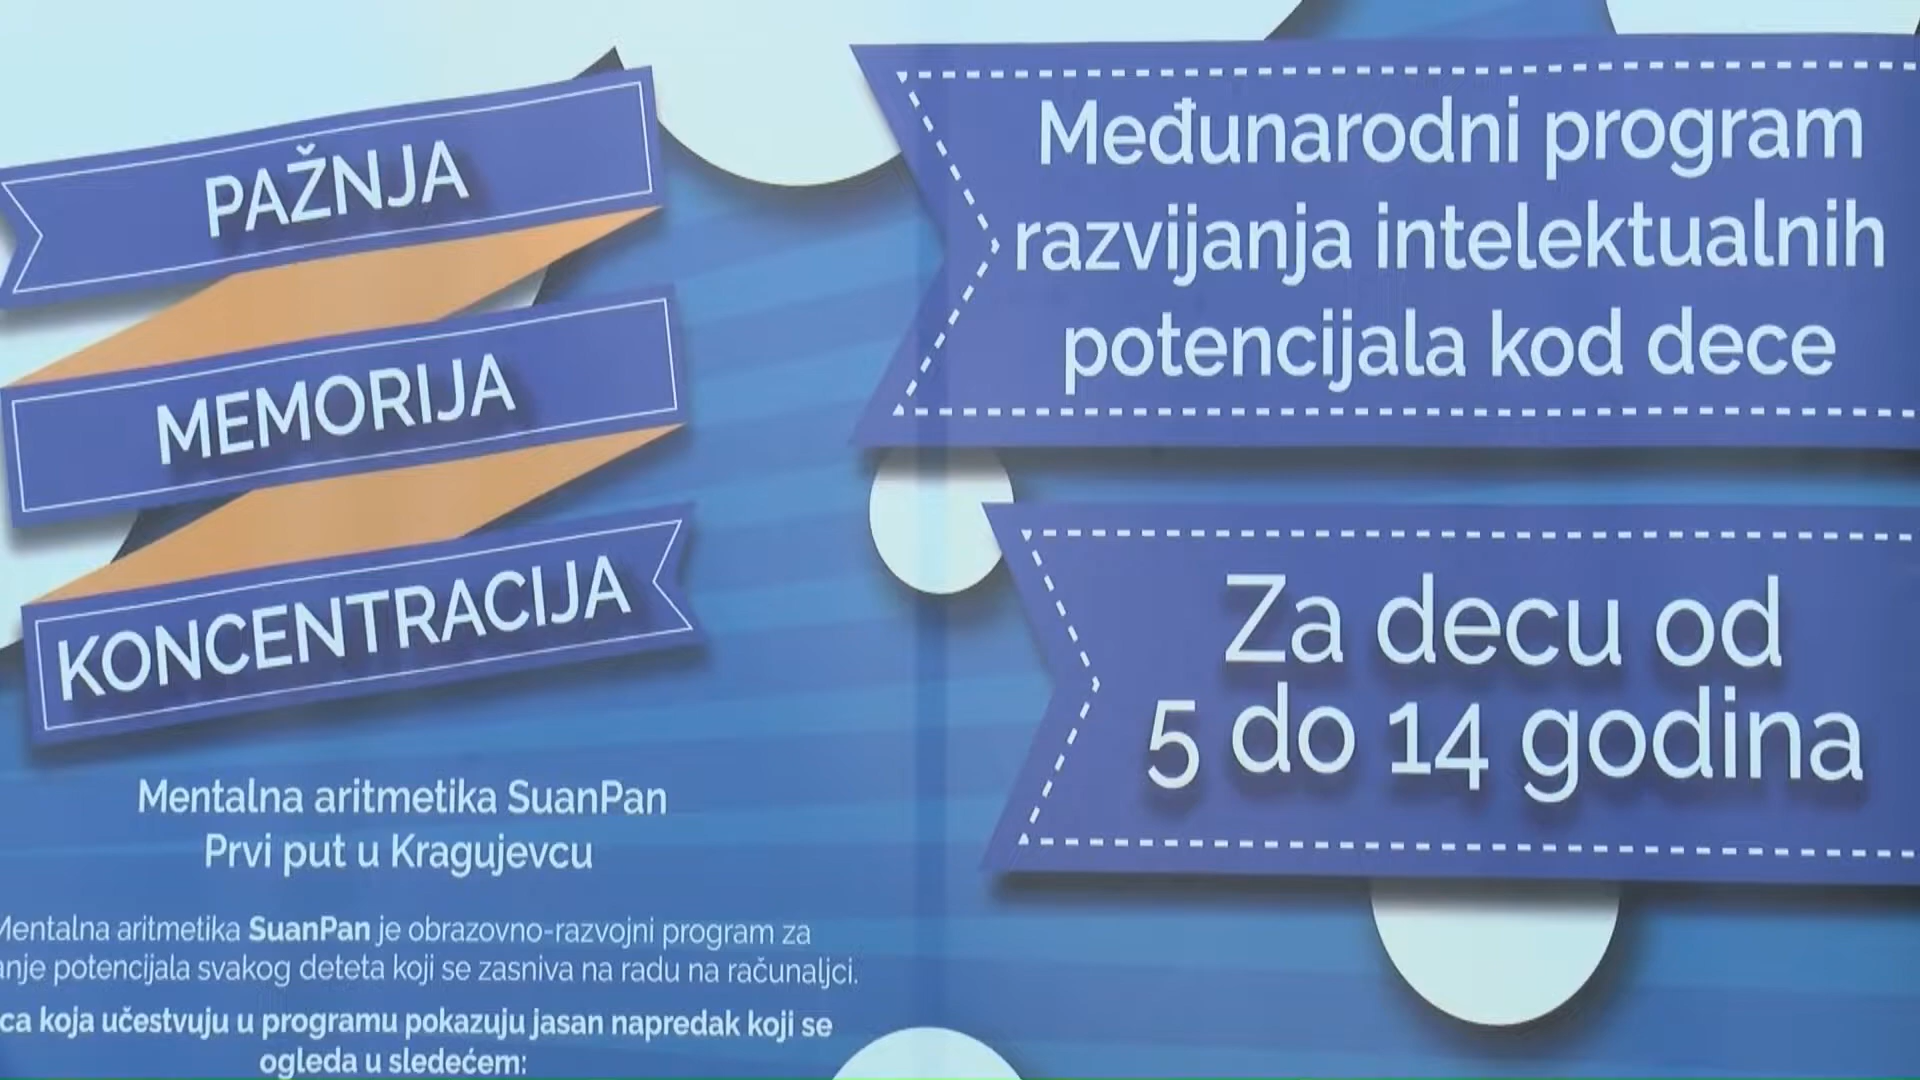 PAŽNJA
MEMORIJA
KONCENTRACIJA
Mentalna aritmetika SuanPan
Prvi put u Kragujevcu
Mentalna aritmetika SuanPan je obrazovno-razvojni program za
potencijala svakog deteta koji se zasniva na radu na računaljci.
koja učestvuju u programu pokazuju jasan napredak koji se
ogleda u sledećem:
Međunarodni program
razvijanja intelektualnih
potencijala kod dece
Za decu od
5 do 14 godina